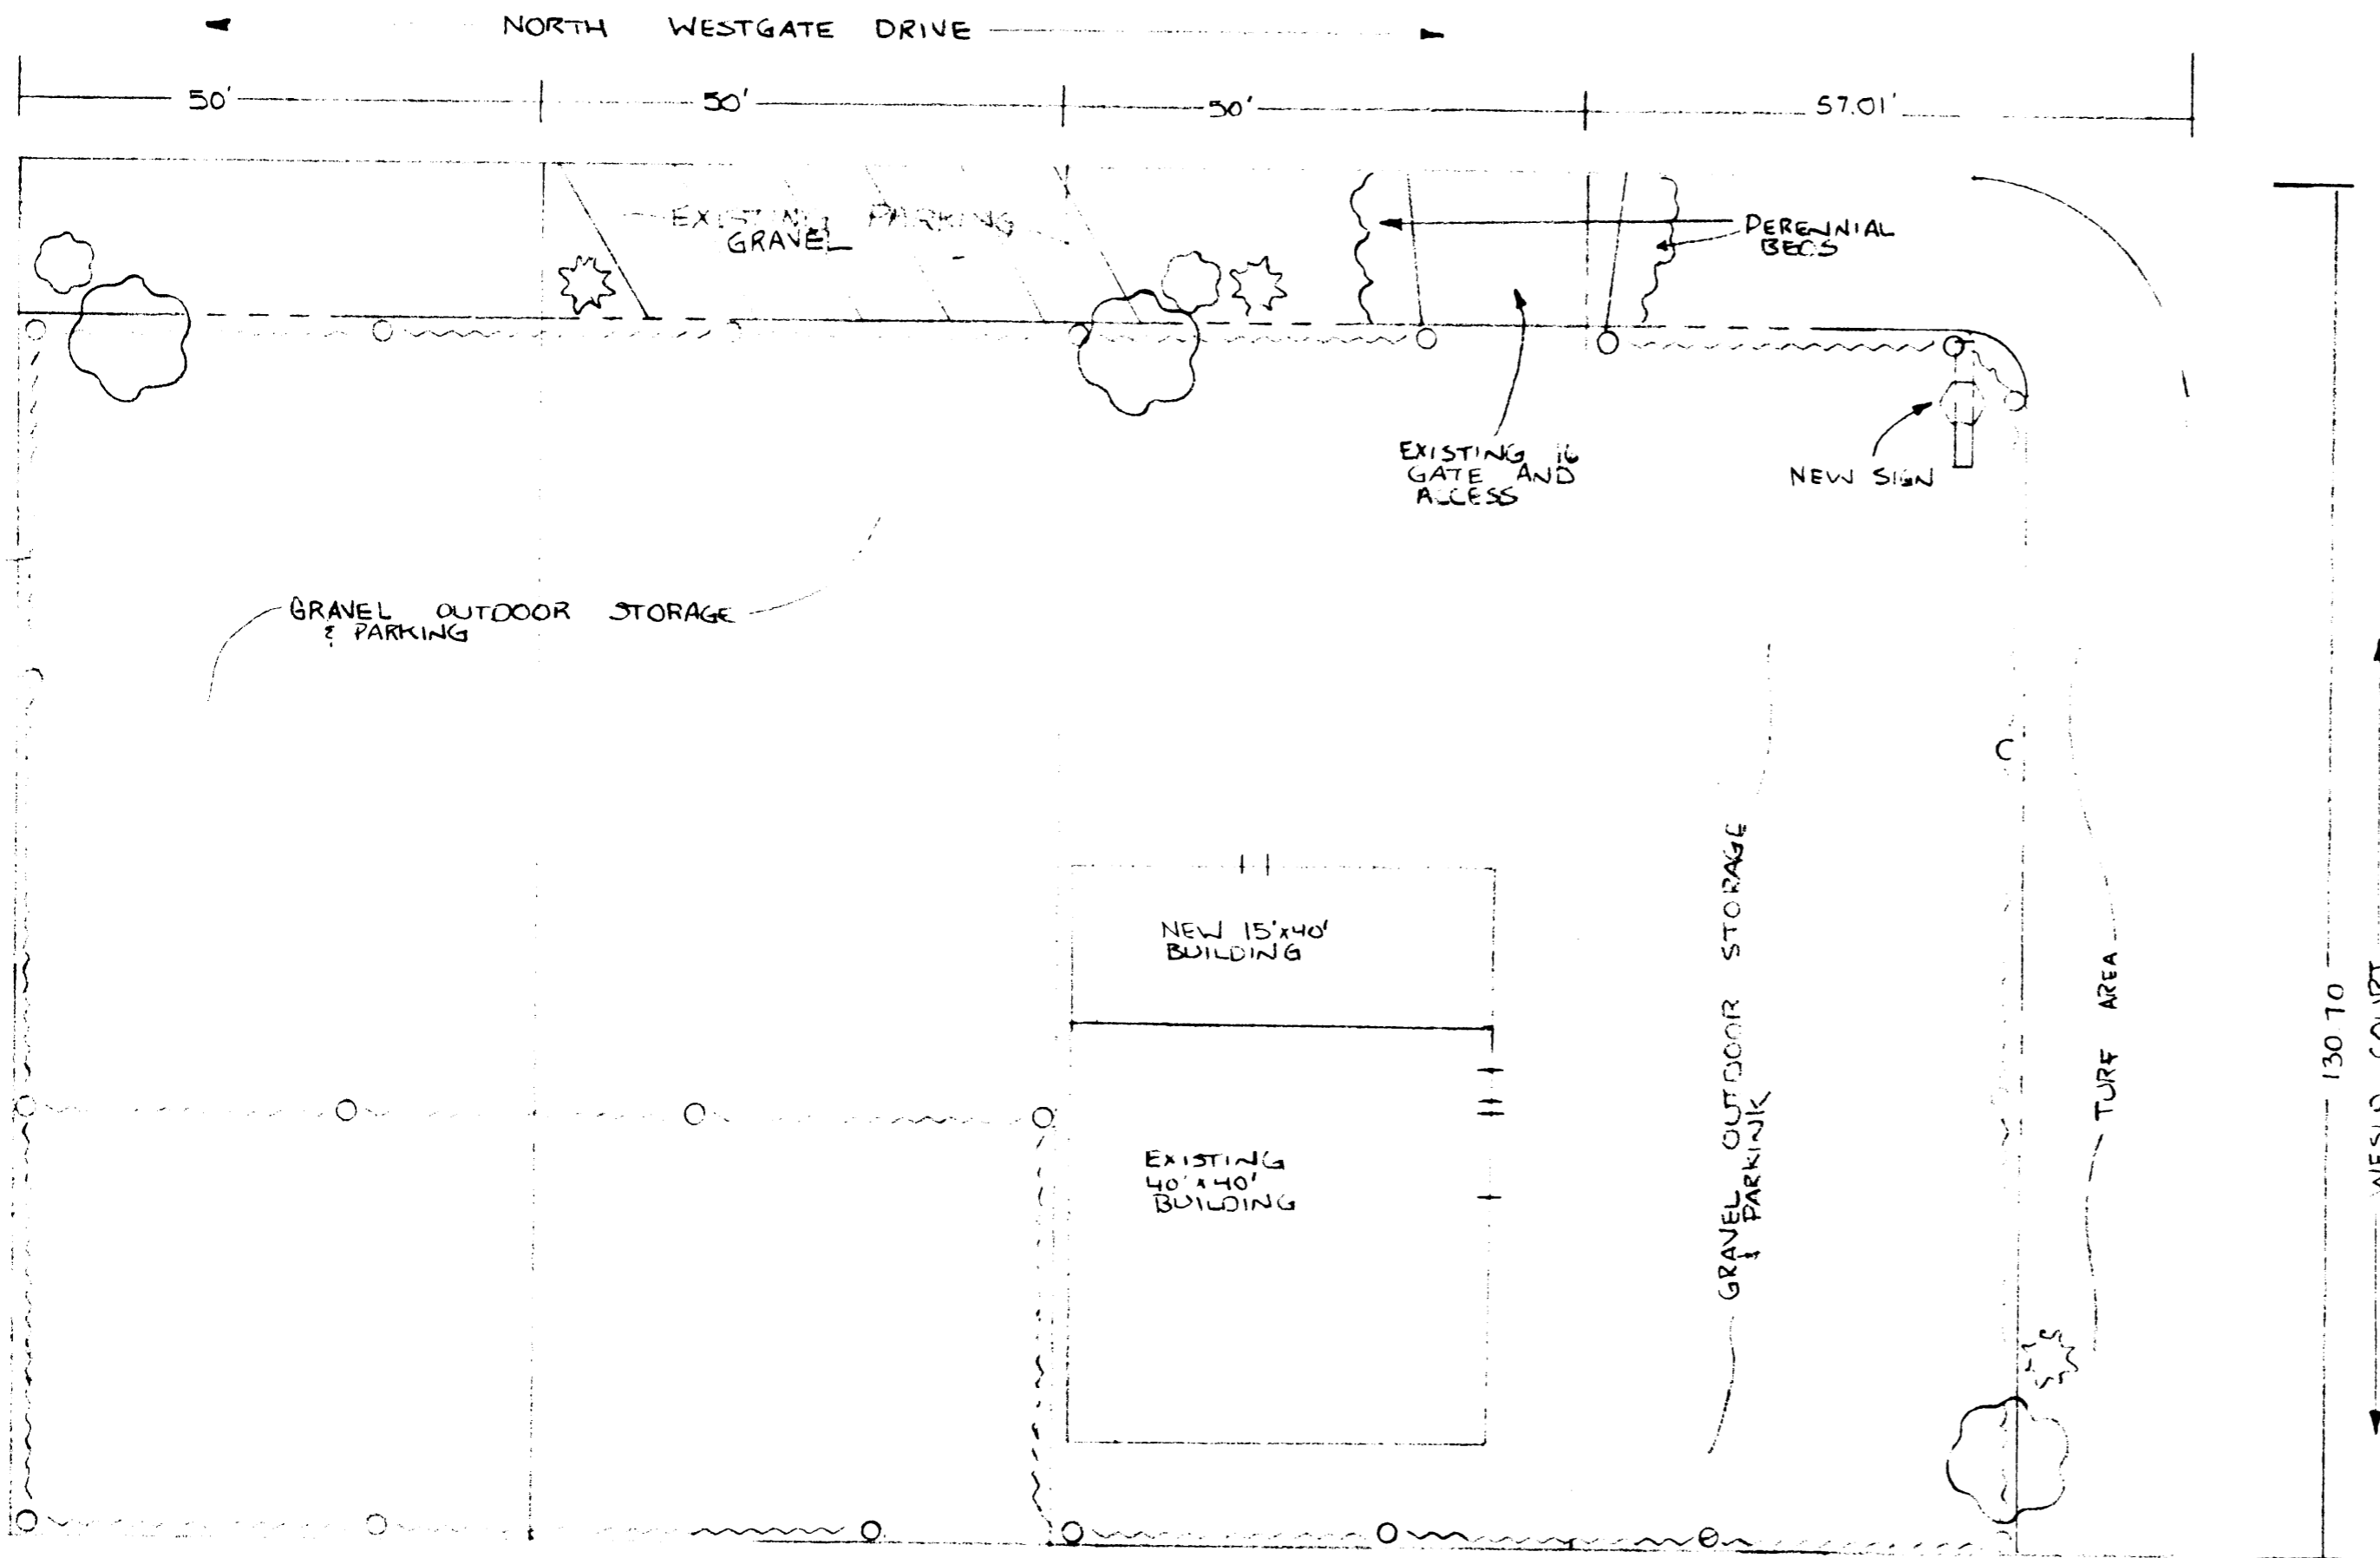 NORTH WESTGATE DRIVE
50'
50'
50'
57.01'
EXISTING PARKING
GRAVEL
PERENNIAL
BEDS
EXISTING 16
GATE AND
ACCESS
NEW SIGN
GRAVEL OUTDOOR STORAGE
& PARKING
NEW 15'x40'
BUILDING
EXISTING
40'x40'
BUILDING
GRAVEL OUTDOOR STORAGE
& PARKING
TURF AREA
130.70
COURT